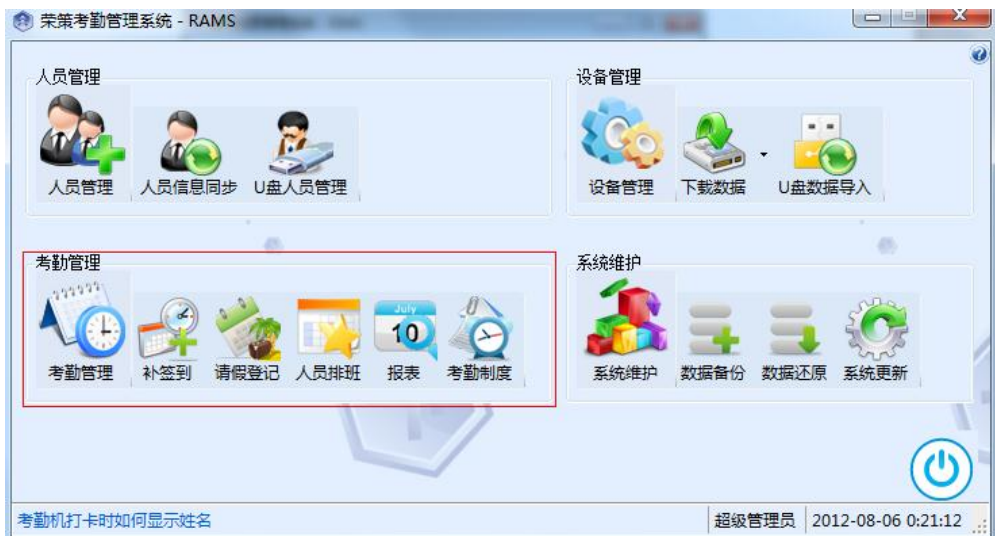 荣策考勤管理系统 - RAMS
人员管理
人员管理 人员信息同步 U盘人员管理
设备管理
设备管理 下载数据 U盘数据导入
考勤管理
July
10
考勤管理 补签到 请假登记 人员排班 报表 考勤制度
系统维护
系统维护 数据备份 数据还原 系统更新
考勤机打卡时如何显示姓名
超级管理员 2012-08-06 0:21:12